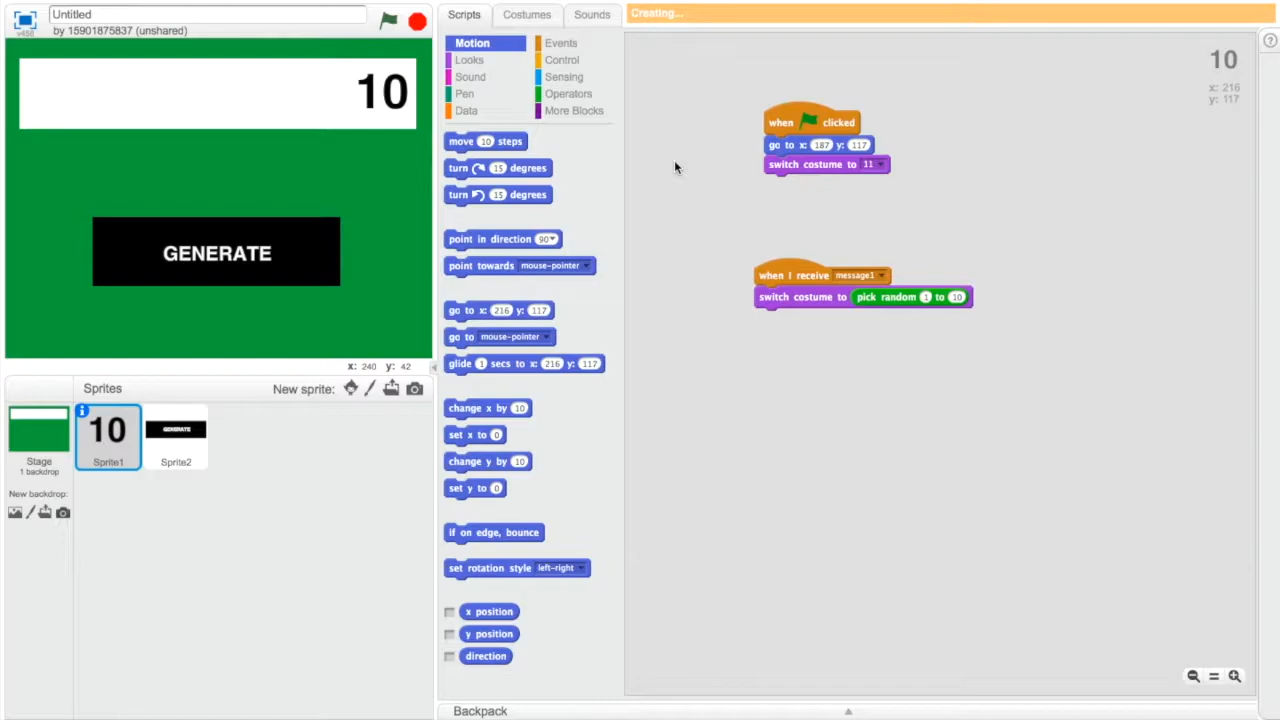 Untitled
by 15901875837 (unshared)
v456
10
GENERATE
x: 240 y: 42
Sprites
New sprite:
Stage
1 backdrop
New backdrop:
10
Sprite1
GENERATE
Sprite2
Scripts
Costumes
Sounds
Motion
Looks
Sound
Pen
Data
Events
Control
Sensing
Operators
More Blocks
move 10 steps
turn 15 degrees
turn 15 degrees
point in direction 90
point towards mouse-pointer
go to x: 216 y: 117
go to mouse-pointer
glide 1 secs to x: 216 y: 117
change x by 10
set x to 0
change y by 10
set y to 0
if on edge, bounce
set rotation style left-right
x position
y position
direction
Creating...
10
x: 216
y: 117
when clicked
go to x: 187 y: 117
switch costume to 11
when I receive message1
switch costume to pick random 1 to 10
?
Backpack